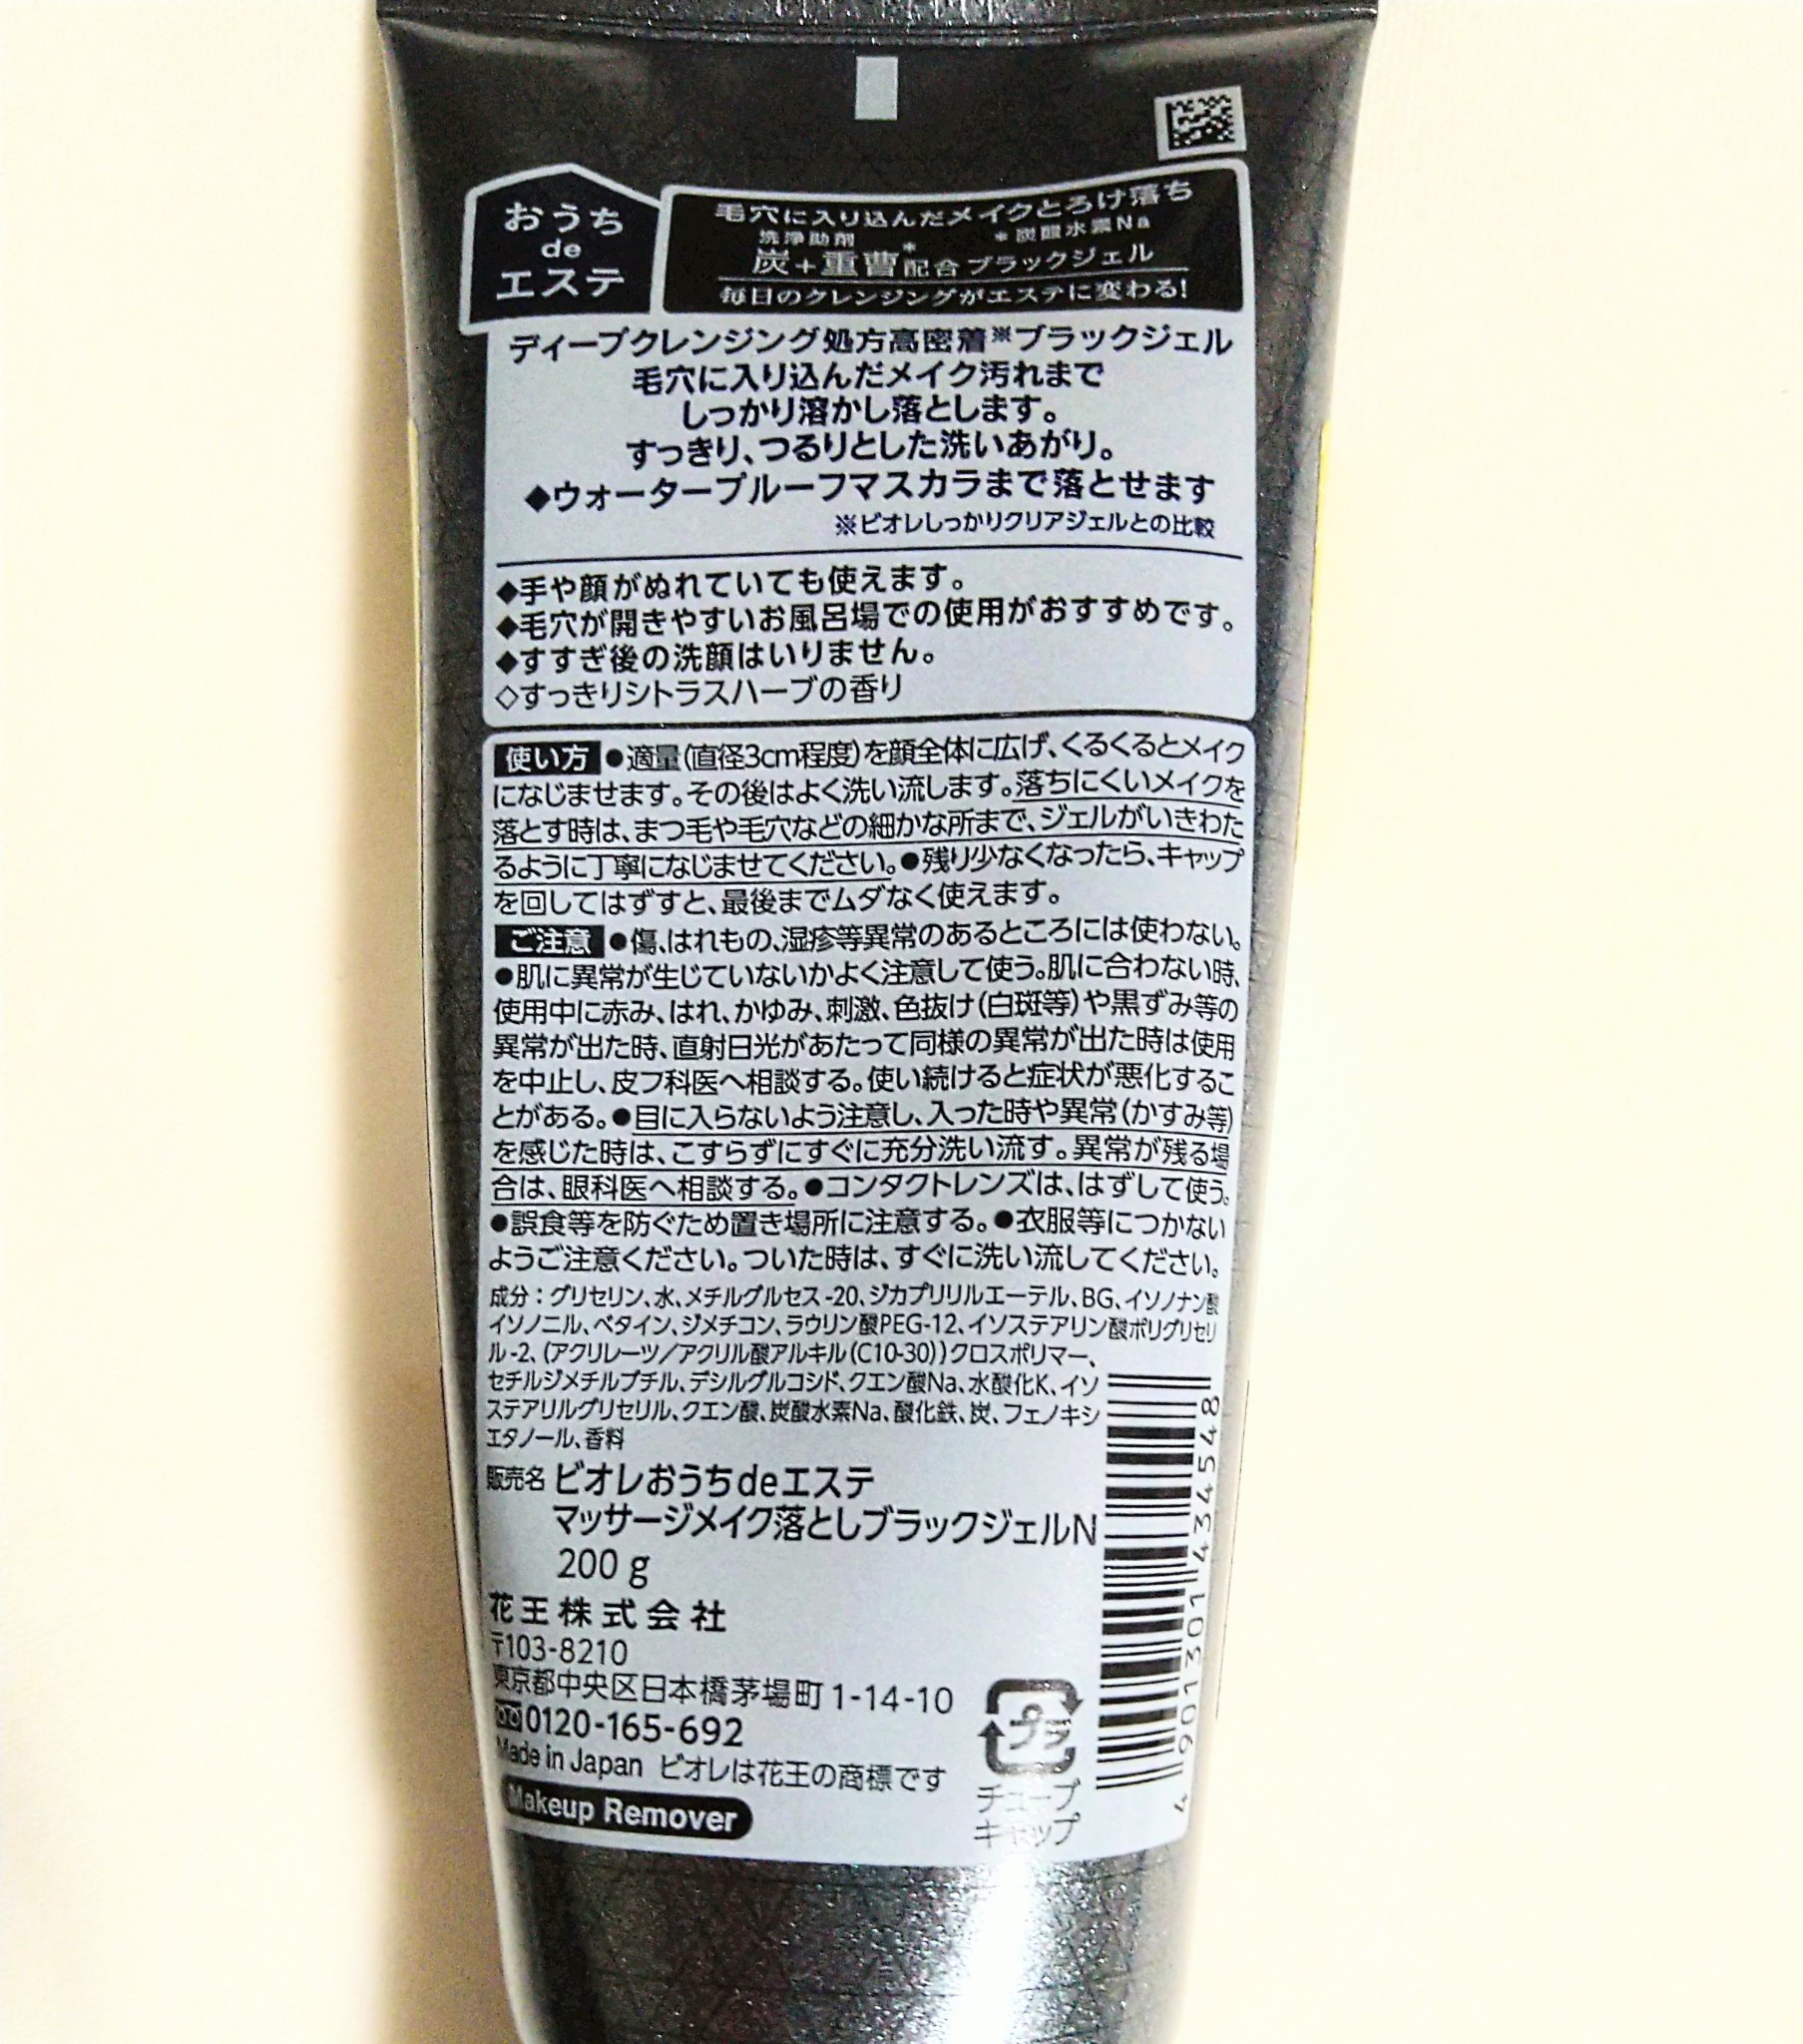 おうち
de
エステ
毛穴に入り込んだメイクとろけ落ち
洗浄助剤 *炭酸水素Na
炭+重曹*配合ブラックジェル
毎日のクレンジングがエステに変わる!
ディープクレンジング処方高密着※ブラックジェル
毛穴に入り込んだメイク汚れまで
しっかり溶かし落とします。
すっきり、つるりとした洗いあがり。
◆ウォータープルーフマスカラまで落とせます
※ビオレしっかりクリアジェルとの比較
◆手や顔がぬれていても使えます。
◆毛穴が開きやすいお風呂場での使用がおすすめです。
◆すすぎ後の洗顔はいりません。
◇すっきりシトラスハーブの香り
使い方 ●適量(直径3cm程度)を顔全体に広げ、くるくるとメイク
になじませます。その後はよく洗い流します。落ちにくいメイクを
落とす時は、まつ毛や毛穴などの細かな所まで、ジェルがいきわた
るように丁寧になじませてください。●残り少なくなったら、キャップ
を回してはずすと、最後までムダなく使えます。
ご注意 ●傷、はれもの、湿疹等異常のあるところには使わない。
●肌に異常が生じていないかよく注意して使う。肌に合わない時、
使用中に赤み、はれ、かゆみ、刺激、色抜け(白斑等)や黒ずみ等の
異常が出た時、直射日光があたって同様の異常が出た時は使用
を中止し、皮フ科医へ相談する。使い続けると症状が悪化するこ
とがある。●目に入らないよう注意し、入った時や異常(かすみ等)
を感じた時は、こすらずにすぐに充分洗い流す。異常が残る場
合は、眼科医へ相談する。●コンタクトレンズは、はずして使う。
●誤食等を防ぐため置き場所に注意する。●衣服等につかない
ようご注意ください。ついた時は、すぐに洗い流してください。
成分:グリセリン、水、メチルグルセス-20、ジカプリリルエーテル、BG、イソノナン酸
イソノニル、ベタイン、ジメチコン、ラウリン酸PEG-12、イソステアリン酸ポリグリセリ
ル-2、(アクリレーツ/アクリル酸アルキル(C10-30))クロスポリマー、
セチルジメチルブチル、デシルグルコシド、クエン酸Na、水酸化K、イソ
ステアリルグリセリル、クエン酸、炭酸水素Na、酸化鉄、炭、フェノキシ
エタノール、香料
販売名 ビオレおうちdeエステ
マッサージメイク落としブラックジェルN
200 g
花王株式会社
〒103-8210
東京都中央区日本橋茅場町1-14-10
0120-165-692
Made in Japan ビオレは花王の商標です
Makeup Remover
プラ
チューブ
キャップ
4 901301 434548